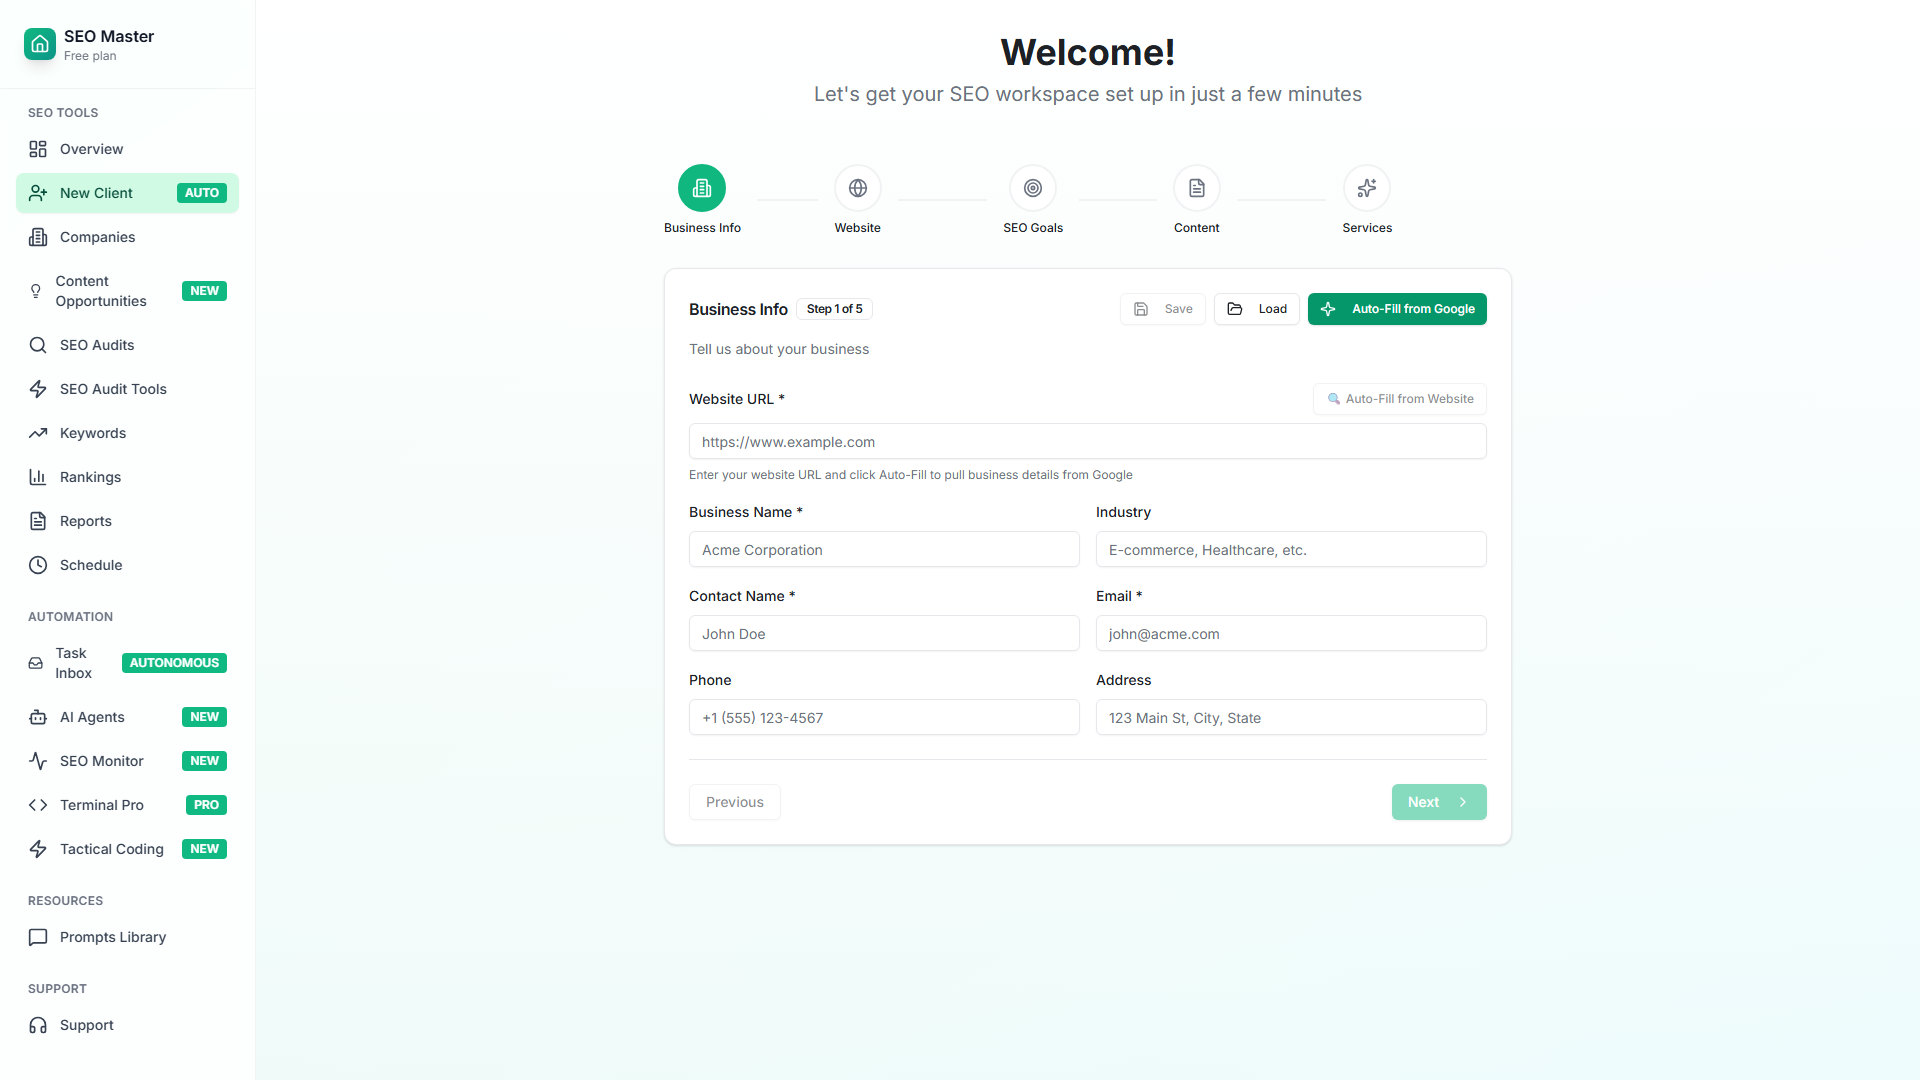 SEO Master
Free plan
SEO TOOLS
Overview
New Client AUTO
Companies
Content
Opportunities
NEW
SEO Audits
SEO Audit Tools
Keywords
Rankings
Reports
Schedule
AUTOMATION
Task
Inbox
AUTONOMOUS
AI Agents NEW
SEO Monitor NEW
Terminal Pro PRO
Tactical Coding NEW
RESOURCES
Prompts Library
SUPPORT
Support
Welcome!
Let's get your SEO workspace set up in just a few minutes
Business Info
Website
SEO Goals
Content
Services
Business Info Step 1 of 5
Save
Load
Auto-Fill from Google
Tell us about your business
Website URL *
Auto-Fill from Website
https://www.example.com
Enter your website URL and click Auto-Fill to pull business details from Google
Business Name *
Acme Corporation
Industry
E-commerce, Healthcare, etc.
Contact Name *
John Doe
Email *
john@acme.com
Phone
+1 (555) 123-4567
Address
123 Main St, City, State
Previous
Next